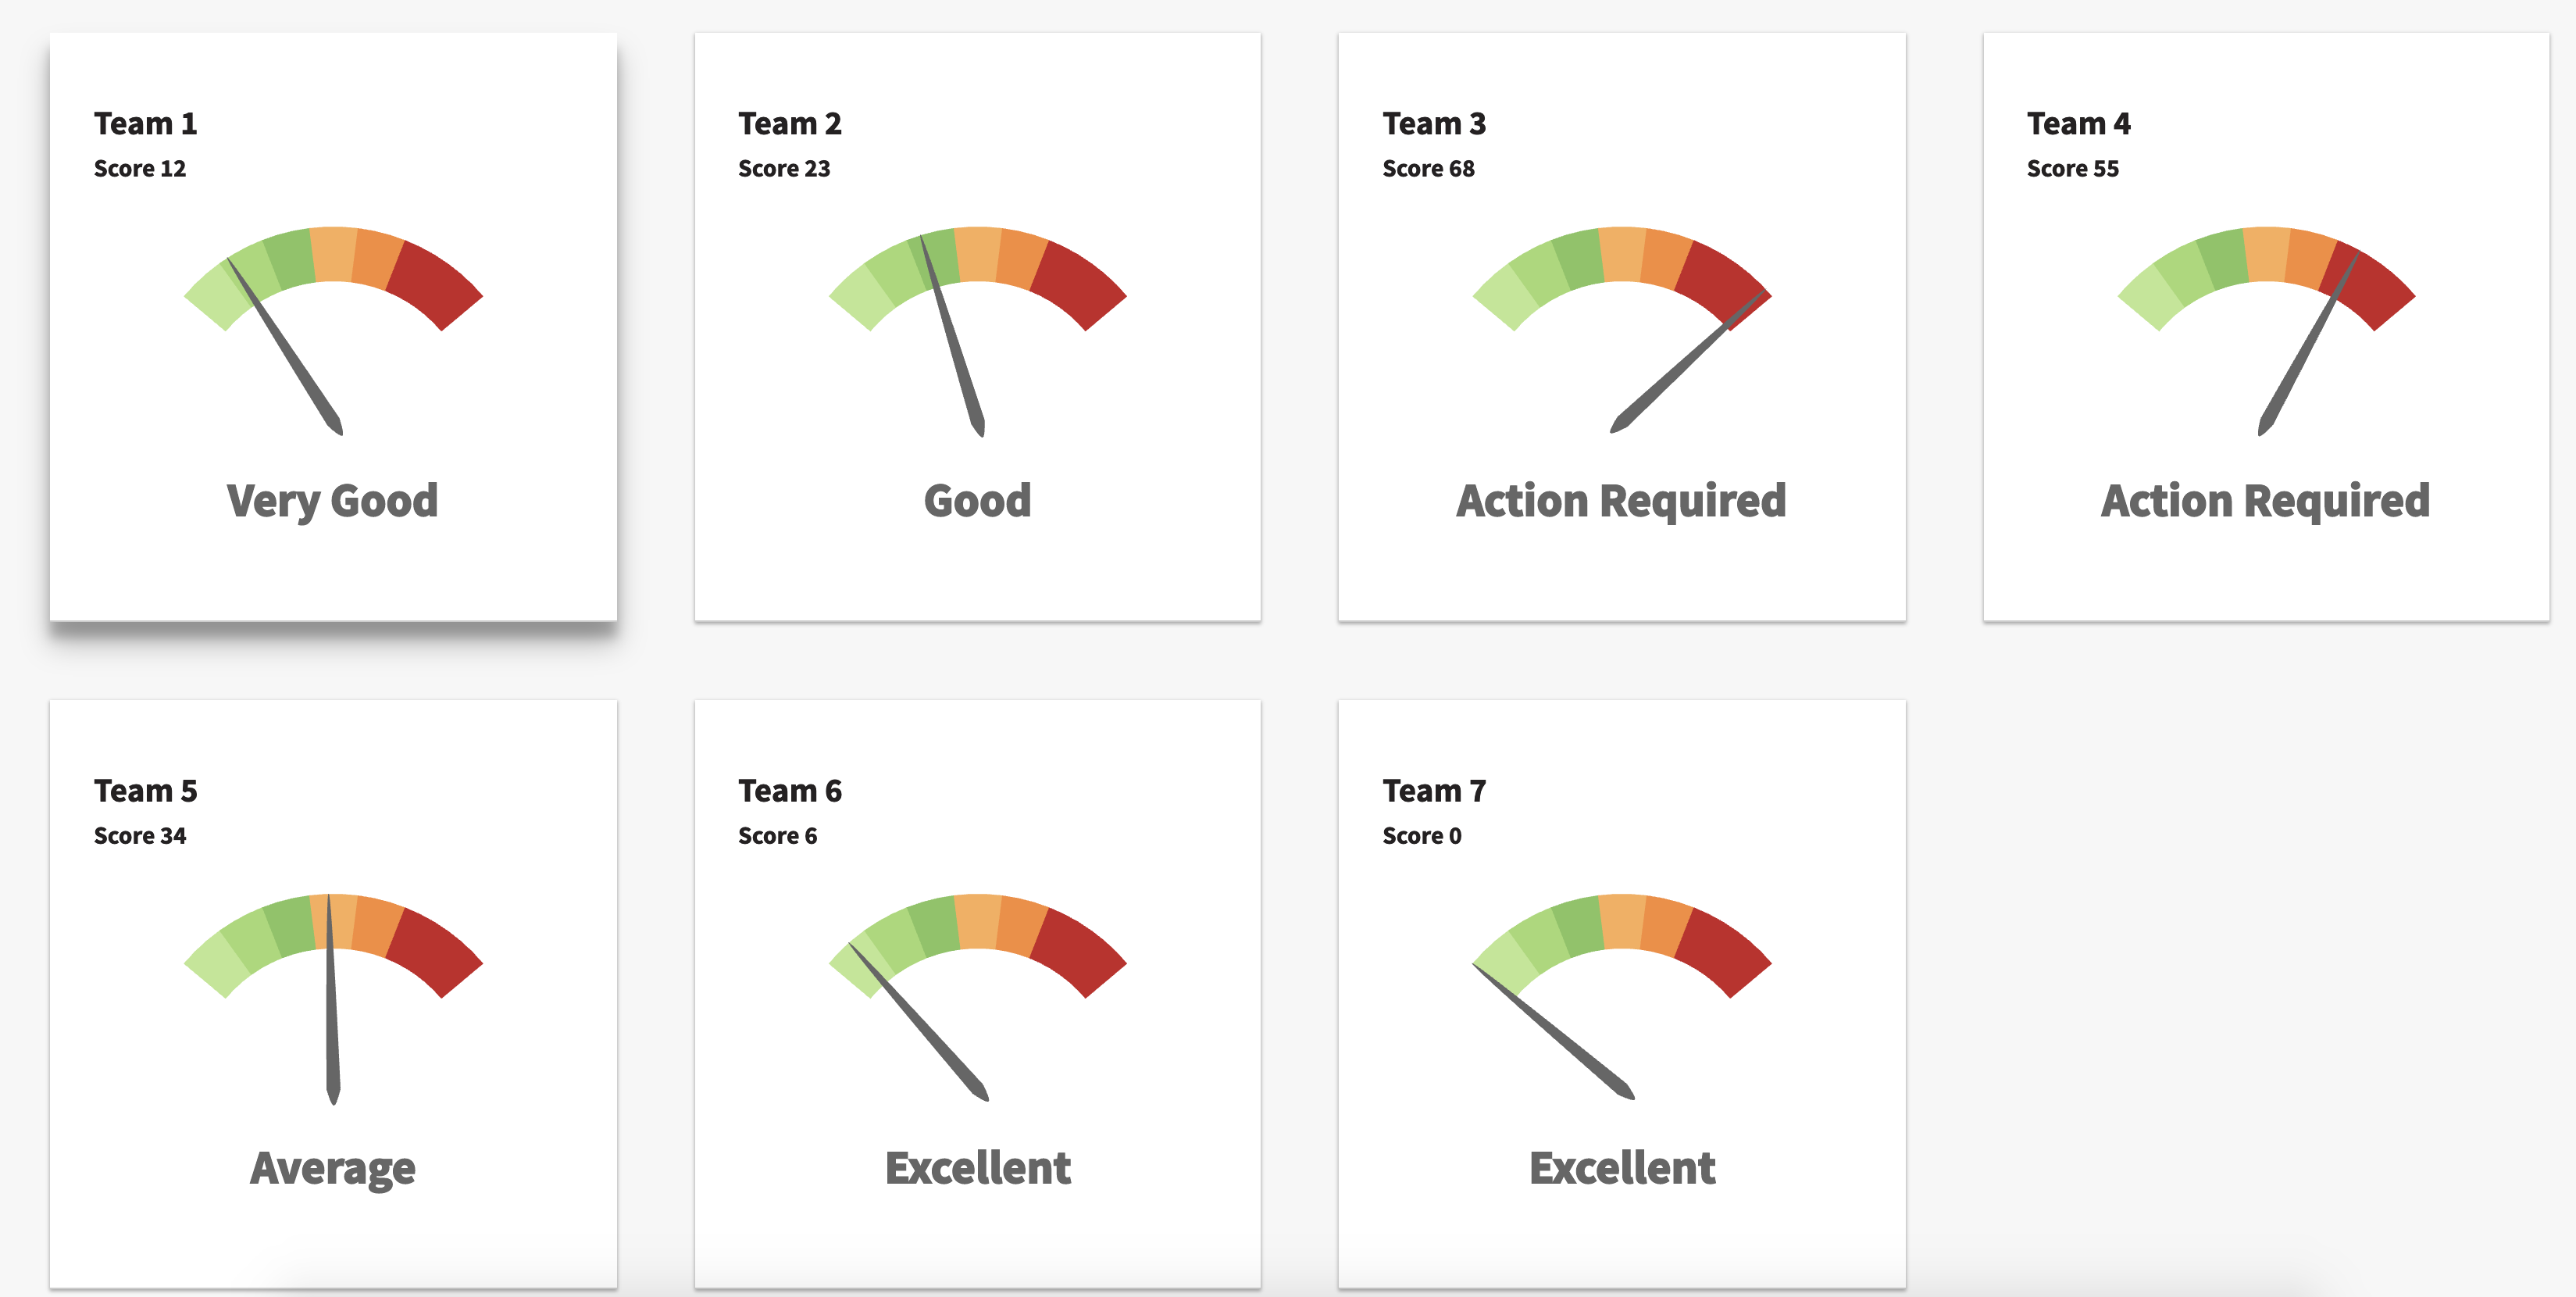 Team 1
Score 12
Very Good
Team 2
Score 23
Good
Team 3
Score 68
Action Required
Team 4
Score 55
Action Required
Team 5
Score 34
Average
Team 6
Score 6
Excellent
Team 7
Score 0
Excellent